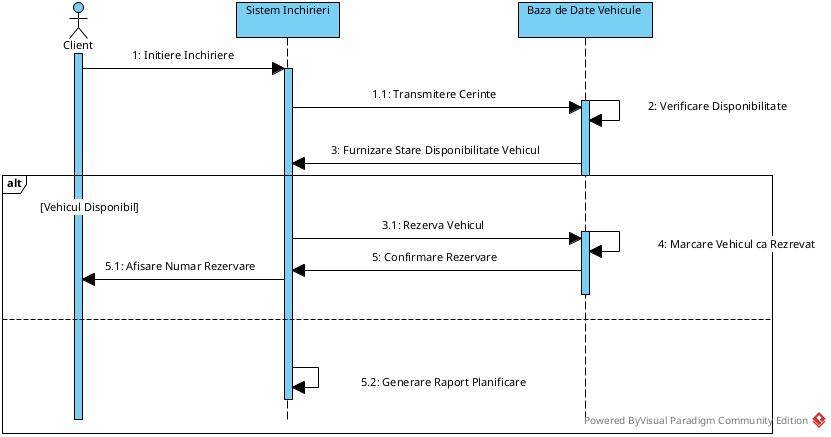 Sistem Inchirieri
Baza de Date Vehicule
Client
1: Initiere Inchiriere
1.1: Transmitere Cerinte
2: Verificare Disponibilitate
3: Furnizare Stare Disponibilitate Vehicul
alt
[Vehicul Disponibil]
3.1: Rezerva Vehicul
4: Marcare Vehicul ca Rezrevat
5: Confirmare Rezervare
5.1: Afisare Numar Rezervare
5.2: Generare Raport Planificare
Powered ByVisual Paradigm Community Edition